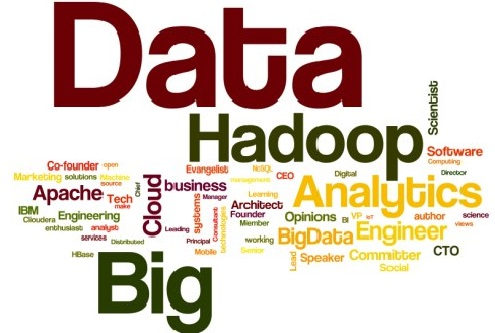 Data
Hadoop
Scientist
Co-founder
open
Evangelist
NoSQL
CEO
Software
Computing
Marketing
solutions
Machine
source
Chief
Cloud
business
management
Digital
Director
Apache
Tech
make
Manager
Learning
Analytics
IBM
Cloudera
Engineering
systems
Consultant
technologies
Architect
Founder
Member
Opinions
BI
VP
IoT
author
science
views
enthusiast
analyst
services
Distributed
Leading
Principal
working
BigData
Engineer
HBase
Mobile
Senior
Lead
Speaker
Committer
Social
CTO
Big